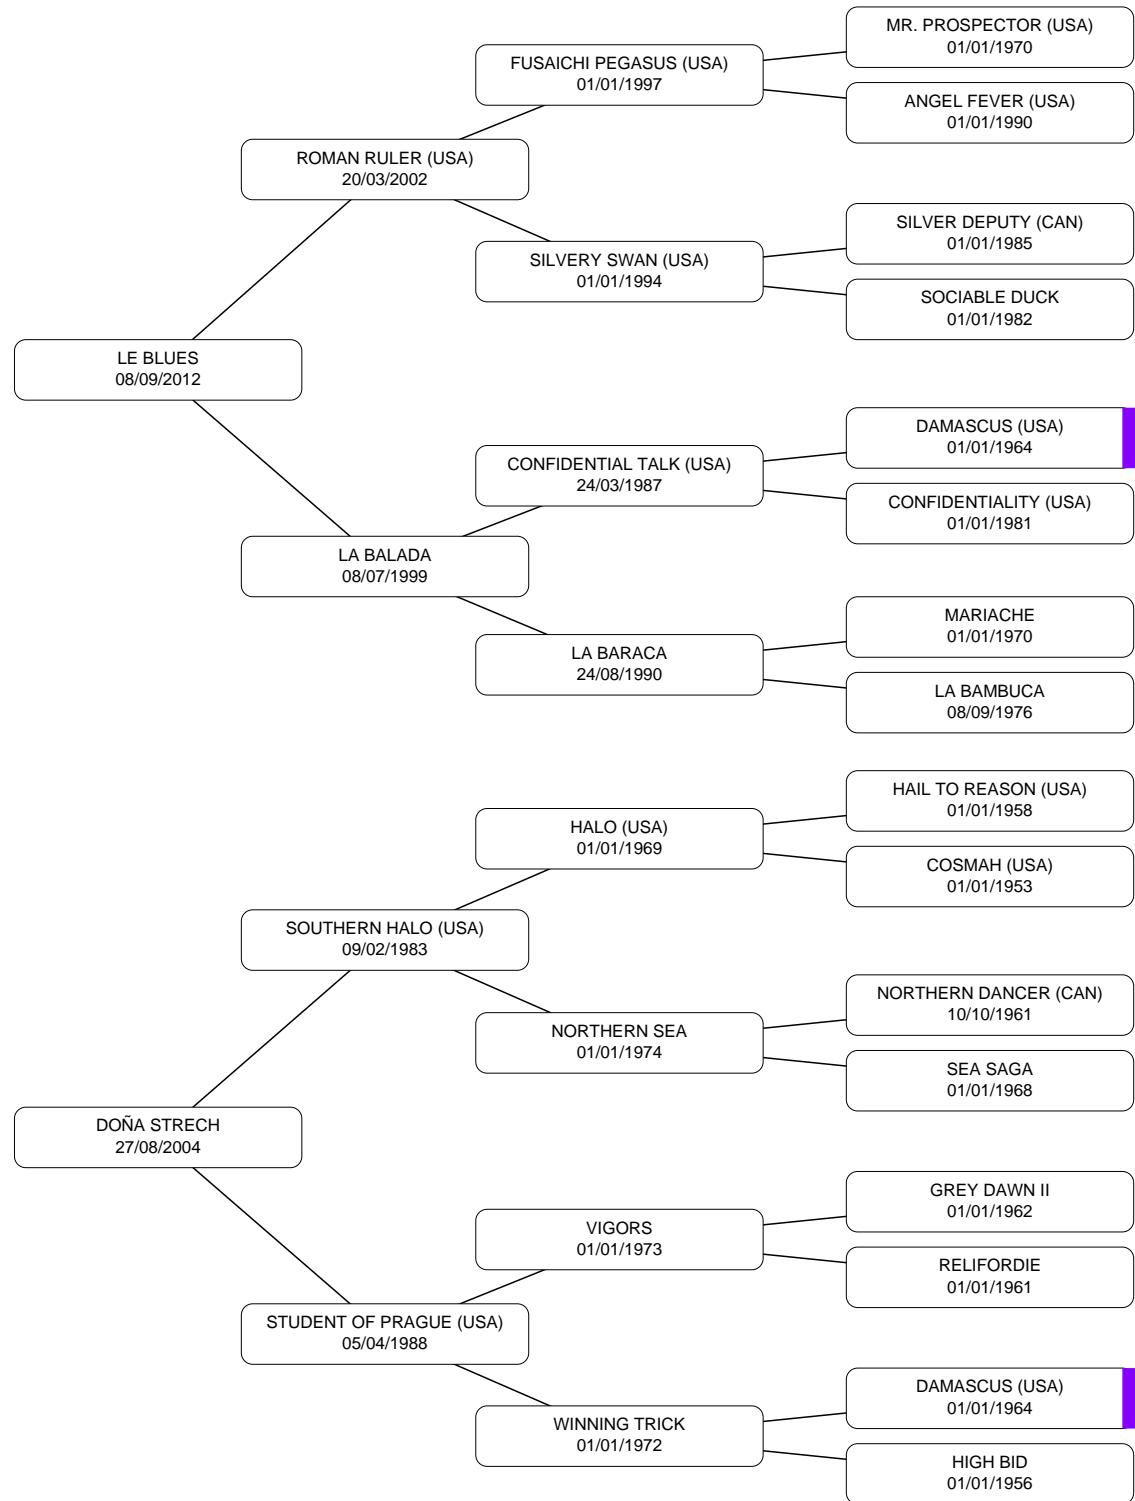 MR. PROSPECTOR (USA)
01/01/1970
FUSAICHI PEGASUS (USA)
01/01/1997
ANGEL FEVER (USA)
01/01/1990
ROMAN RULER (USA)
20/03/2002
SILVER DEPUTY (CAN)
01/01/1985
SILVERY SWAN (USA)
01/01/1994
SOCIABLE DUCK
01/01/1982
LE BLUES
08/09/2012
DAMASCUS (USA)
01/01/1964
CONFIDENTIAL TALK (USA)
24/03/1987
CONFIDENTIALITY (USA)
01/01/1981
LA BALADA
08/07/1999
MARIACHE
01/01/1970
LA BARACA
24/08/1990
LA BAMBUCA
08/09/1976
HAIL TO REASON (USA)
01/01/1958
HALO (USA)
01/01/1969
COSMAH (USA)
01/01/1953
SOUTHERN HALO (USA)
09/02/1983
NORTHERN DANCER (CAN)
10/10/1961
NORTHERN SEA
01/01/1974
SEA SAGA
01/01/1968
DOÑA STRECH
27/08/2004
GREY DAWN II
01/01/1962
VIGORS
01/01/1973
RELIFORDIE
01/01/1961
STUDENT OF PRAGUE (USA)
05/04/1988
DAMASCUS (USA)
01/01/1964
WINNING TRICK
01/01/1972
HIGH BID
01/01/1956